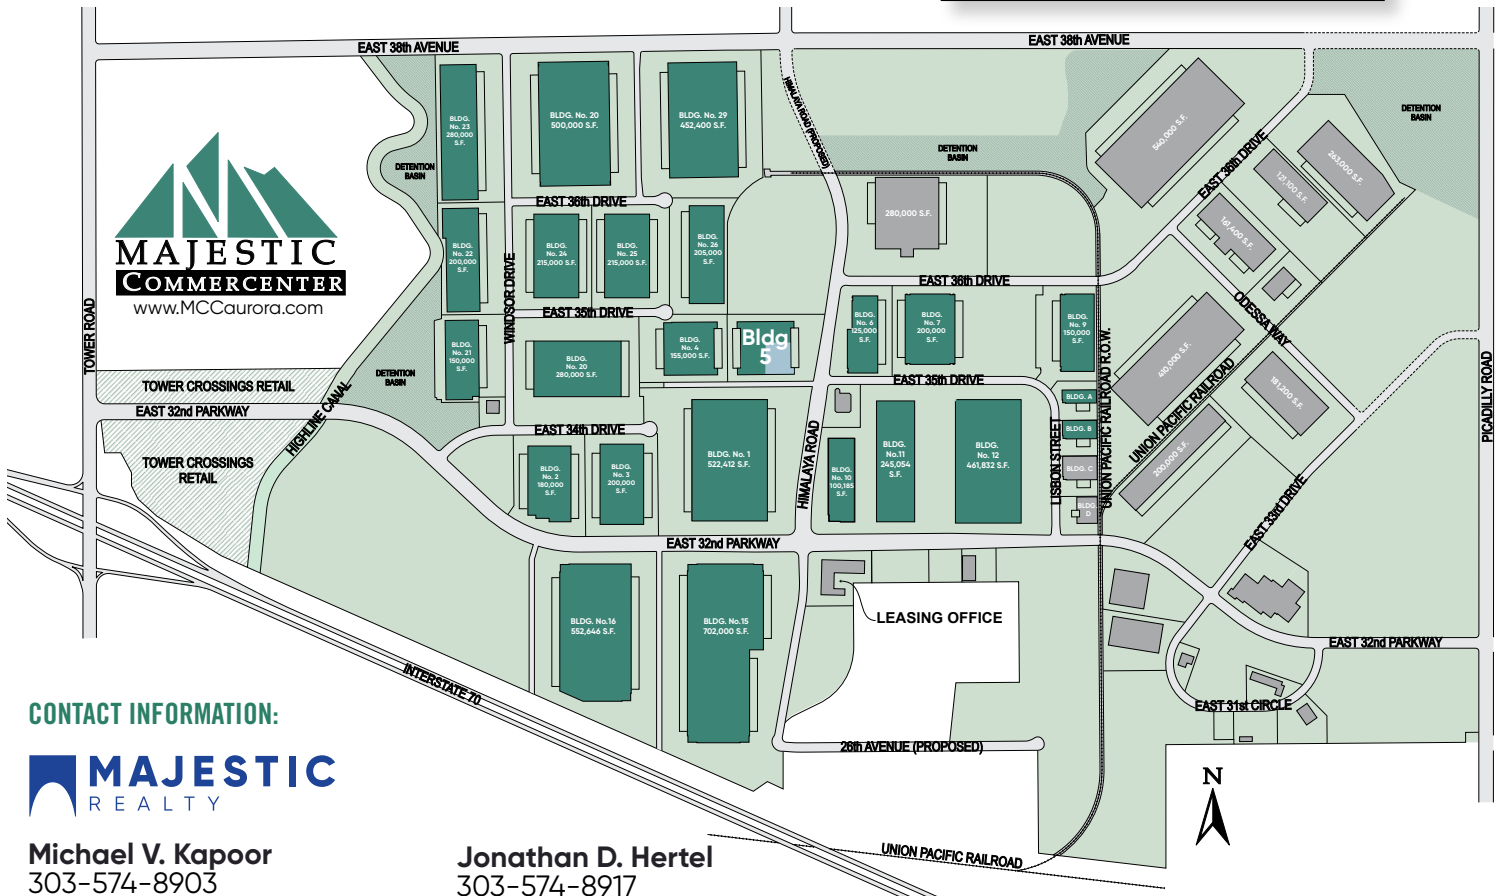 EAST 38th AVENUE
EAST 38th AVENUE
MAJESTIC
COMMERCENTER
www.MCCaurora.com
TOWER ROAD
TOWER CROSSINGS RETAIL
EAST 32nd PARKWAY
TOWER CROSSINGS
RETAIL
HIGHLINE CANAL
DETENTION
BASIN
DETENTION
BASIN
BLDG.
No. 23
280,000
S.F.
BLDG. No. 20
500,000 S.F.
BLDG. No. 29
452,400 S.F.
HIMALAYA ROAD (PROPOSED)
DETENTION
BASIN
DETENTION
BASIN
540,000 S.F.
EAST 36th DRIVE
121,100 S.F.
263,000 S.F.
161,400 S.F.
EAST 36th DRIVE
BLDG.
No. 22
200,000
S.F.
WINDSOR DRIVE
BLDG.
No. 24
215,000 S.F.
BLDG.
No. 25
215,000 S.F.
BLDG.
No. 26
205,000
S.F.
280,000 S.F.
EAST 36th DRIVE
EAST 35th DRIVE
BLDG.
No. 21
150,000
S.F.
BLDG.
No. 20
280,000 S.F.
BLDG.
No. 4
155,000 S.F.
Bldg
5
BLDG.
No. 6
125,000
S.F.
BLDG.
No. 7
200,000
S.F.
BLDG.
No. 9
150,000
S.F.
UNION PACIFIC RAILROAD R.O.W.
ODESSA WAY
410,000 S.F.
UNION PACIFIC RAILROAD
181,200 S.F.
200,000 S.F.
PICADILLY ROAD
EAST 35th DRIVE
BLDG. A
BLDG. B
BLDG. C
BLDG.
D
LISBON STREET
EAST 34th DRIVE
BLDG.
No. 2
180,000
S.F.
BLDG.
No. 3
200,000
S.F.
BLDG. No. 1
522,412 S.F.
HIMALAYA ROAD
BLDG.
No. 10
100,185
S.F.
BLDG.
No.11
245,054
S.F.
BLDG.
No. 12
461,832 S.F.
EAST 33rd DRIVE
EAST 32nd PARKWAY
BLDG. No.16
552,646 S.F.
BLDG. No.15
702,000 S.F.
LEASING OFFICE
EAST 32nd PARKWAY
EAST 31st CIRCLE
INTERSTATE 70
26th AVENUE (PROPOSED)
UNION PACIFIC RAILROAD
N
CONTACT INFORMATION:
MAJESTIC
REALTY
Michael V. Kapoor
303-574-8903
Jonathan D. Hertel
303-574-8917